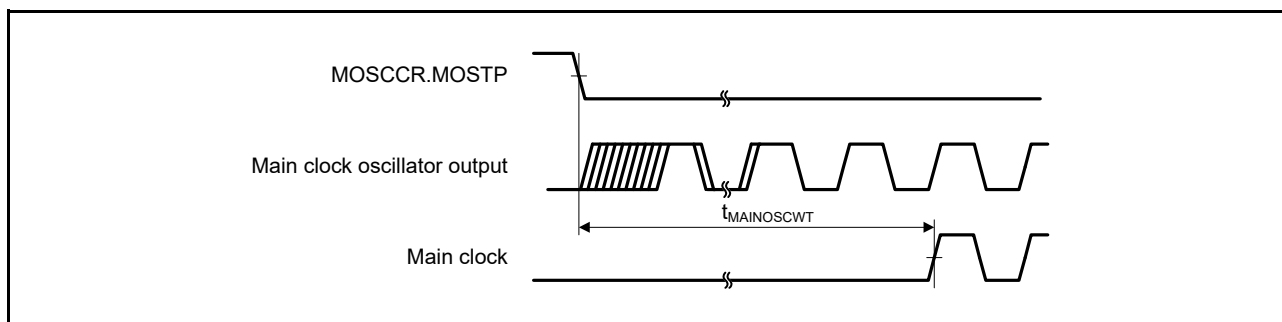 MOSCCR.MOSTP
Main clock oscillator output
tMAINOSCWT
Main clock